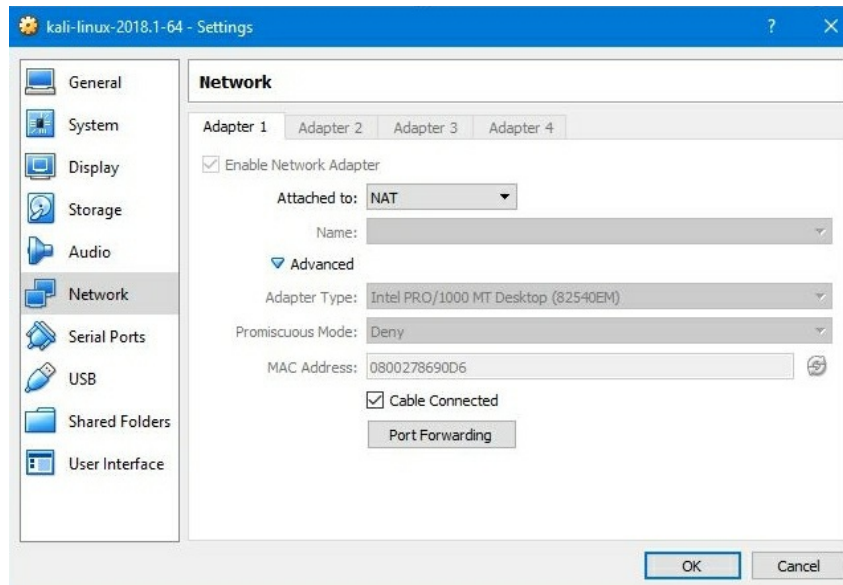 kali-linux-2018.1-64 - Settings
?
General
System
Display
Storage
Audio
Network
Serial Ports
USB
Shared Folders
User Interface
Network
Adapter 1 Adapter 2 Adapter 3 Adapter 4
Enable Network Adapter
Attached to: NAT
Name:
Advanced
Adapter Type: Intel PRO/1000 MT Desktop (82540EM)
Promiscuous Mode: Deny
MAC Address: 0800278690D6
Cable Connected
Port Forwarding
OK Cancel